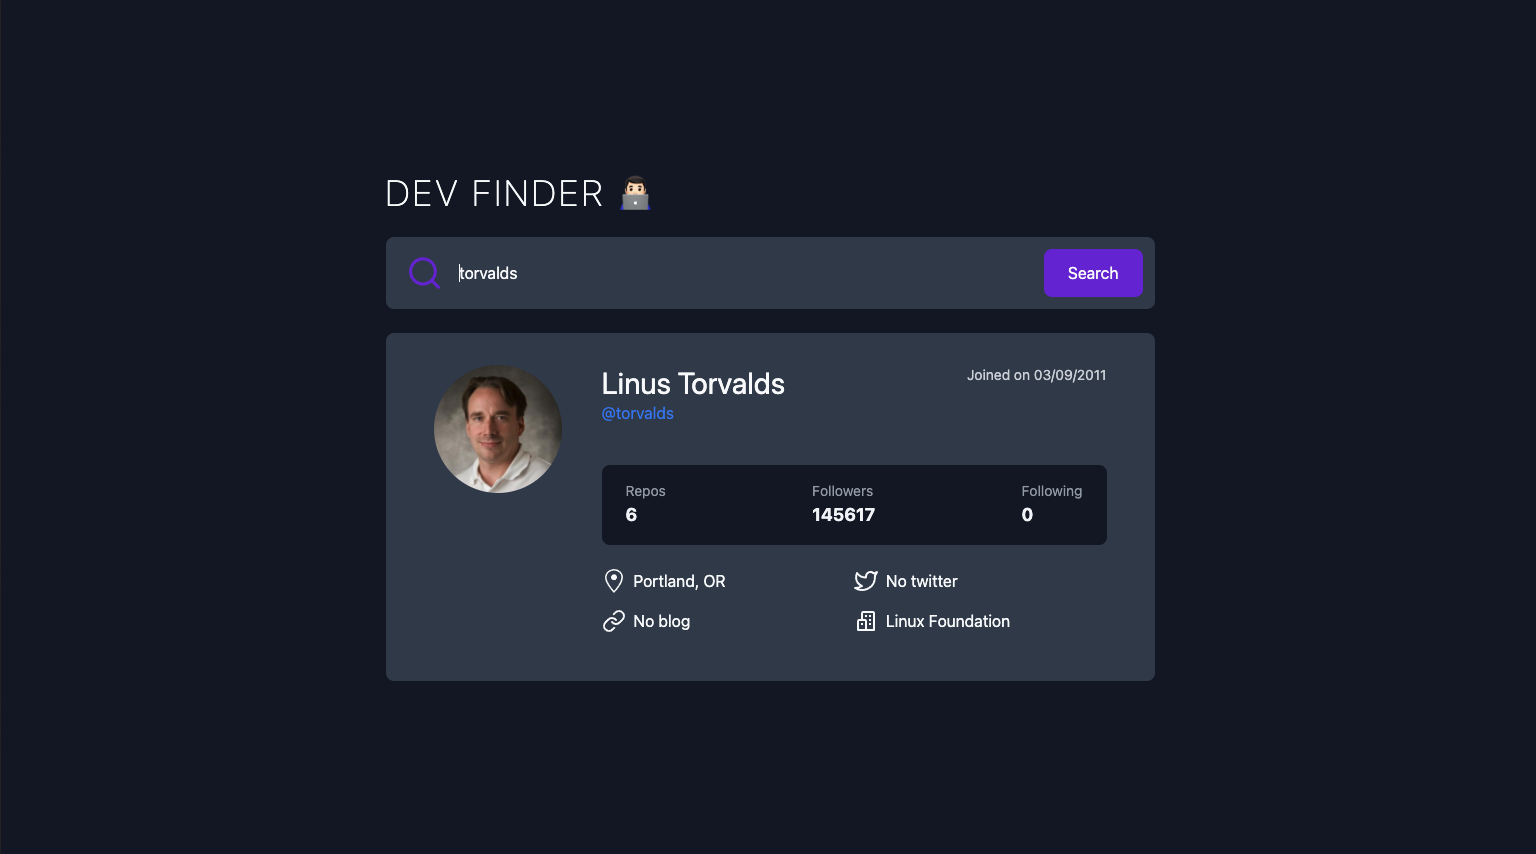 DEV FINDER 👨🏻‍💻
torvalds
Search
Linus Torvalds
Joined on 03/09/2011
@torvalds
Repos Followers Following
6 145617 0
Portland, OR No twitter
No blog Linux Foundation